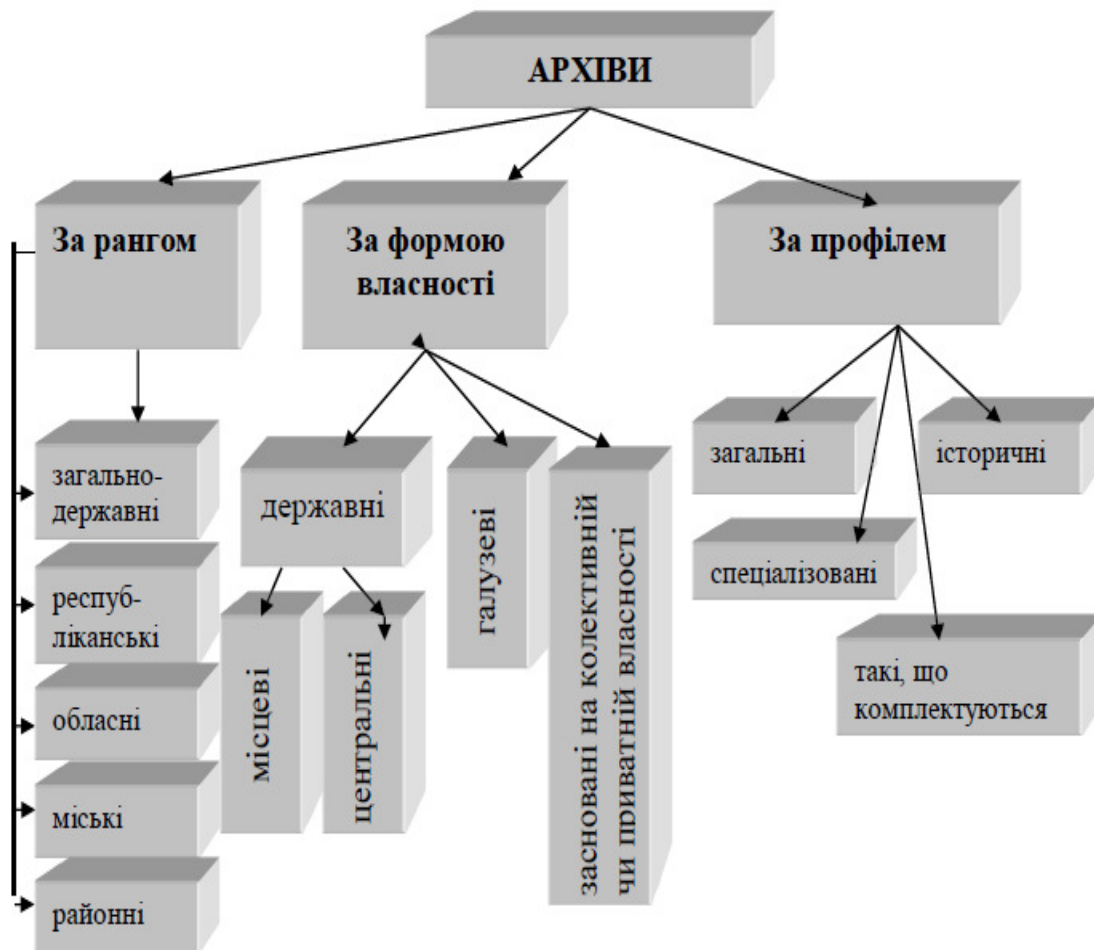 АРХІВИ
За рангом
За формою
власності
За профілем
загально-
державні
респуб-
ліканські
обласні
міські
районні
державні
місцеві
центральні
галузеві
засновані на колективній
чи приватній власності
загальні
історичні
спеціалізовані
такі, що
комплектуються